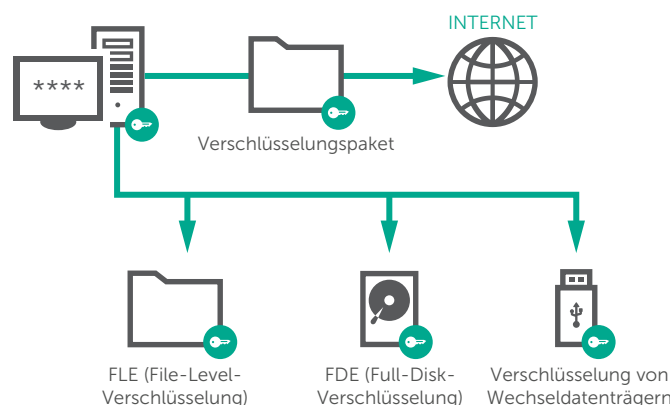 INTERNET
****
Verschlüsselungspaket
FLE (File-Level-
Verschlüsselung)
FDE (Full-Disk-
Verschlüsselung)
Verschlüsselung von
Wechseldatenträgern